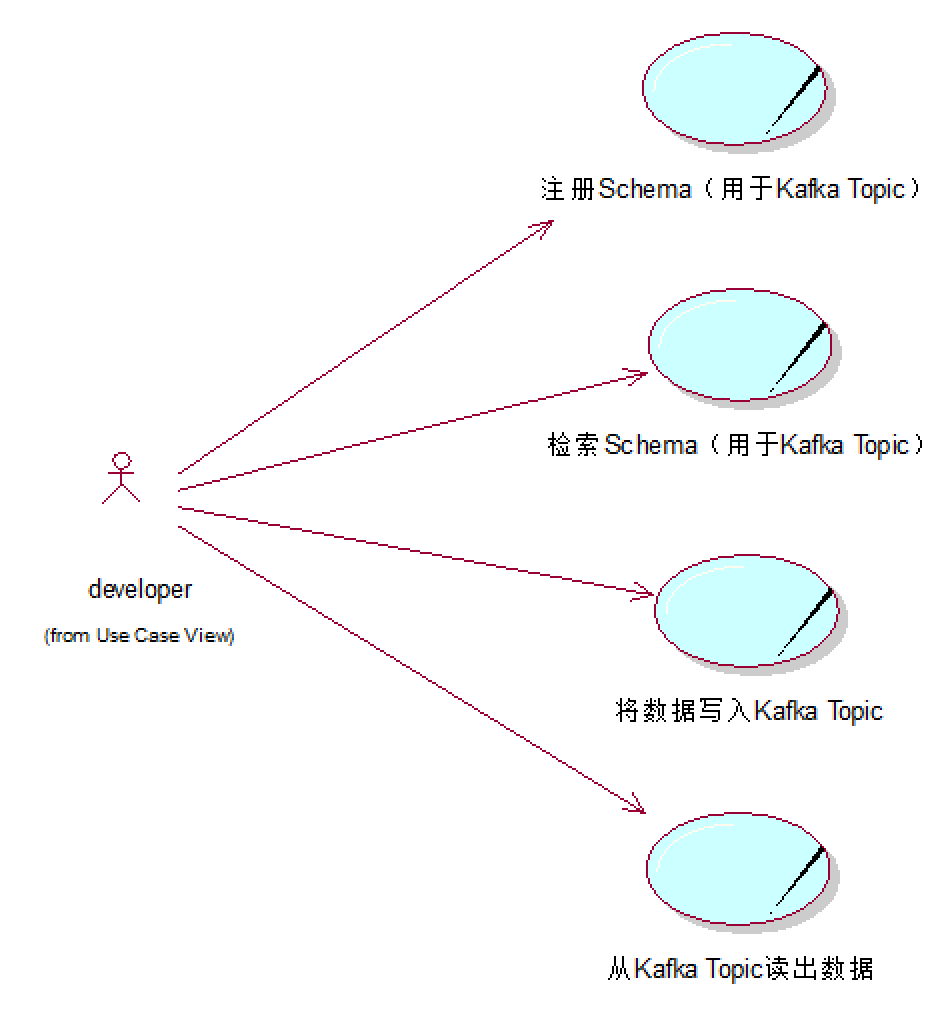 注册Schema（用于Kafka Topic）
检索Schema（用于Kafka Topic）
developer
(from Use Case View)
将数据写入Kafka Topic
从Kafka Topic读出数据